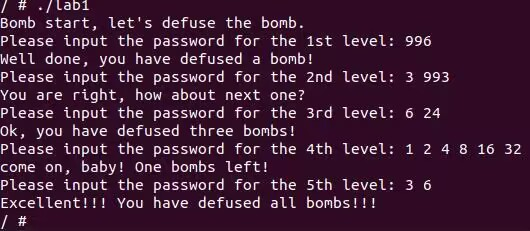 / # ./lab1
Bomb start, let's defuse the bomb.
Please input the password for the 1st level: 996
Well done, you have defused a bomb!
Please input the password for the 2nd level: 3 993
You are right, how about next one?
Please input the password for the 3rd level: 6 24
Ok, you have defused three bombs!
Please input the password for the 4th level: 1 2 4 8 16 32
come on, baby! One bombs left!
Please input the password for the 5th level: 3 6
Excellent!!! You have defused all bombs!!!
/ #